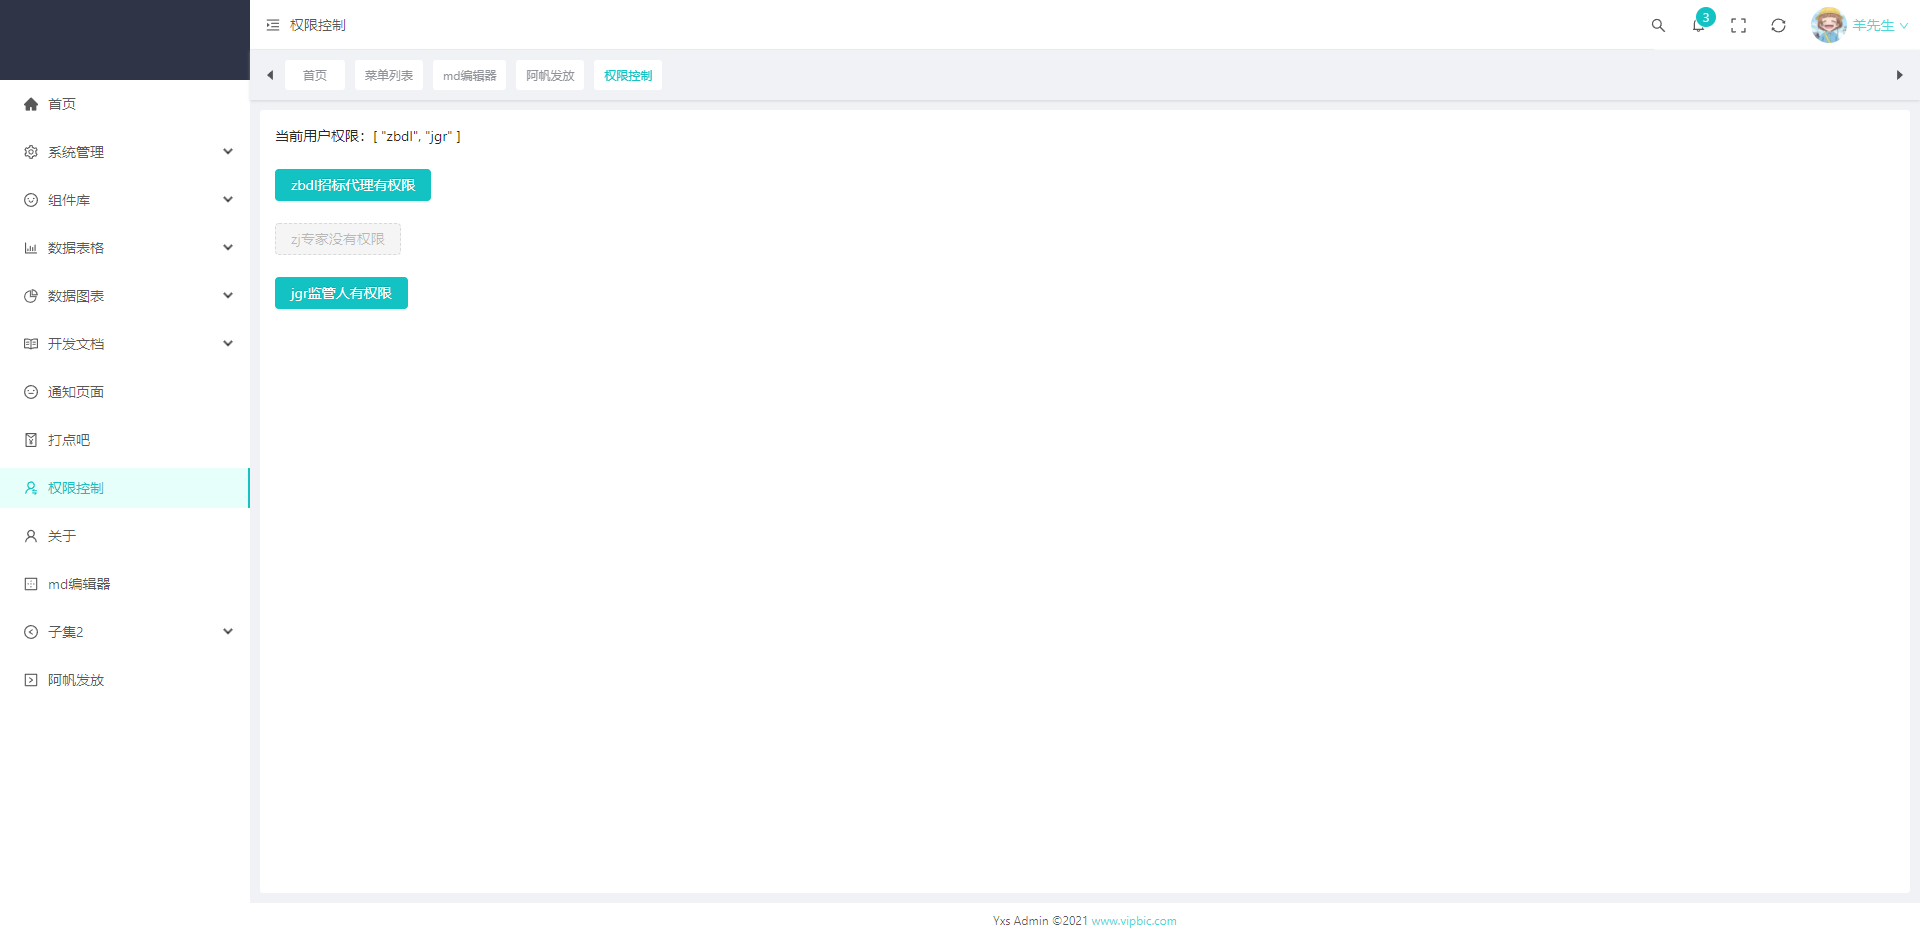 权限控制
3
羊先生
首页
菜单列表
md编辑器
阿帆发放
权限控制
首页
系统管理
组件库
数据表格
数据图表
开发文档
通知页面
打点吧
权限控制
关于
md编辑器
子集2
阿帆发放
当前用户权限：[ "zbdl", "jgr" ]
zbdl招标代理有权限
zj专家没有权限
jgr监管人有权限
Yxs Admin ©2021 www.vipbic.com